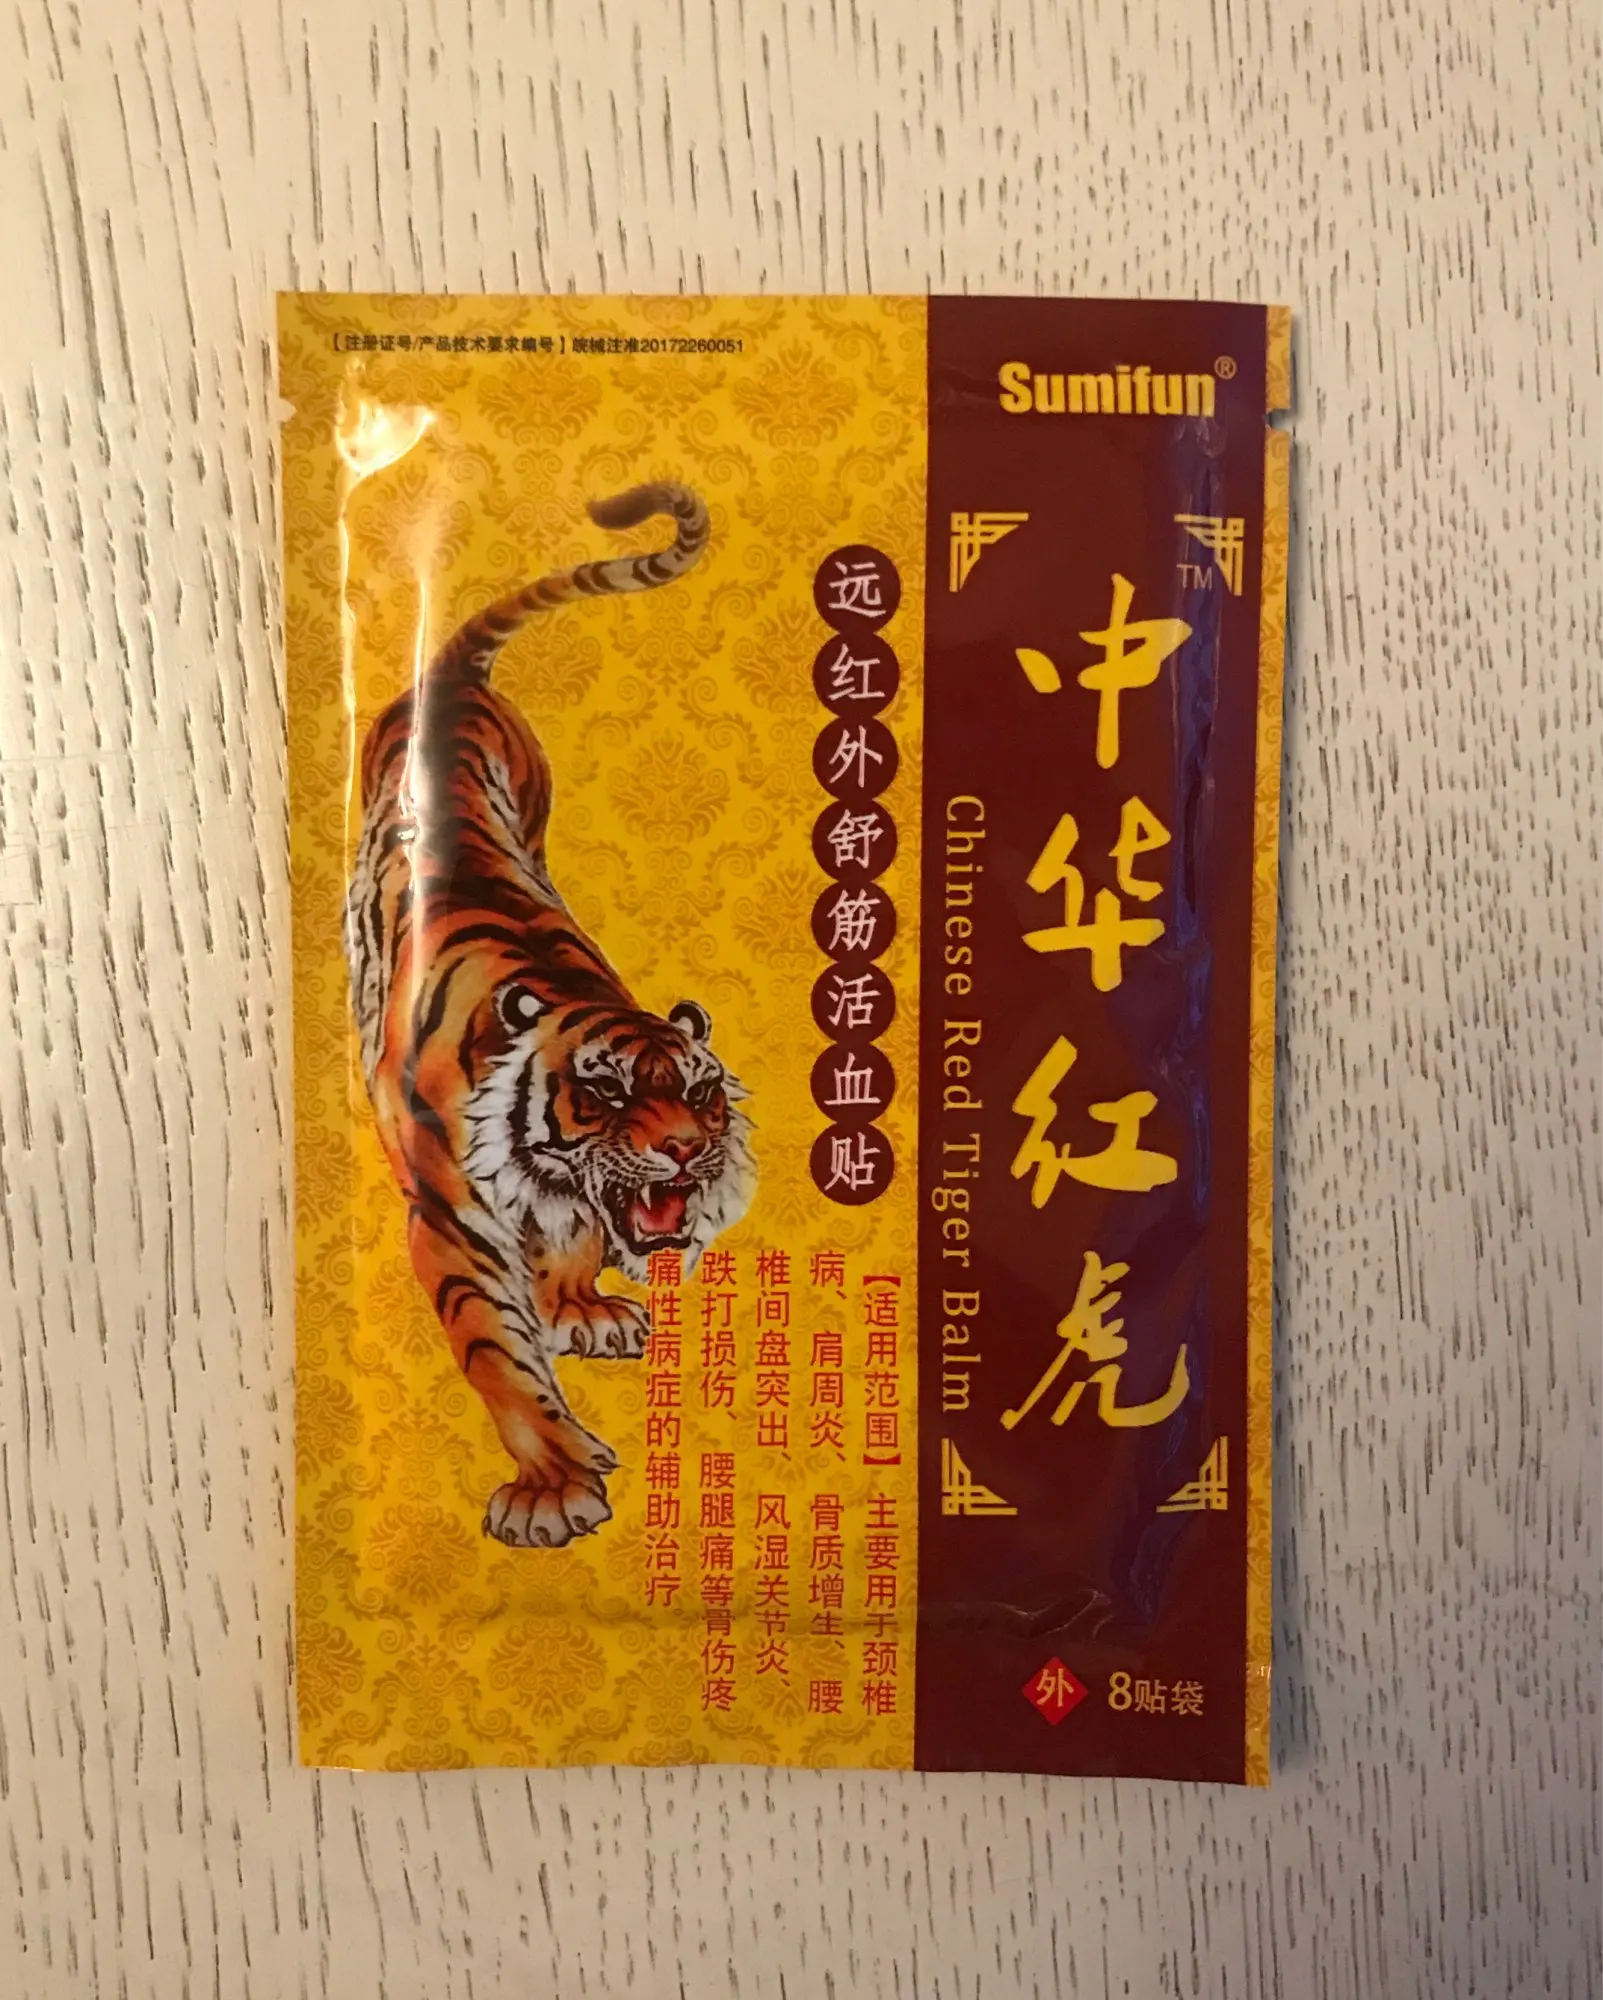 【注册证号/产品技术要求编号】皖械注准20172260051
Sumifun®
TM
中华红虎
Chinese Red Tiger Balm
远红外舒筋活血贴
【适用范围】主要用于颈椎
病、肩周炎、骨质增生、腰
椎间盘突出、风湿关节炎、
跌打损伤、腰腿痛等骨伤疼
痛性病症的辅助治疗。
外
8贴袋